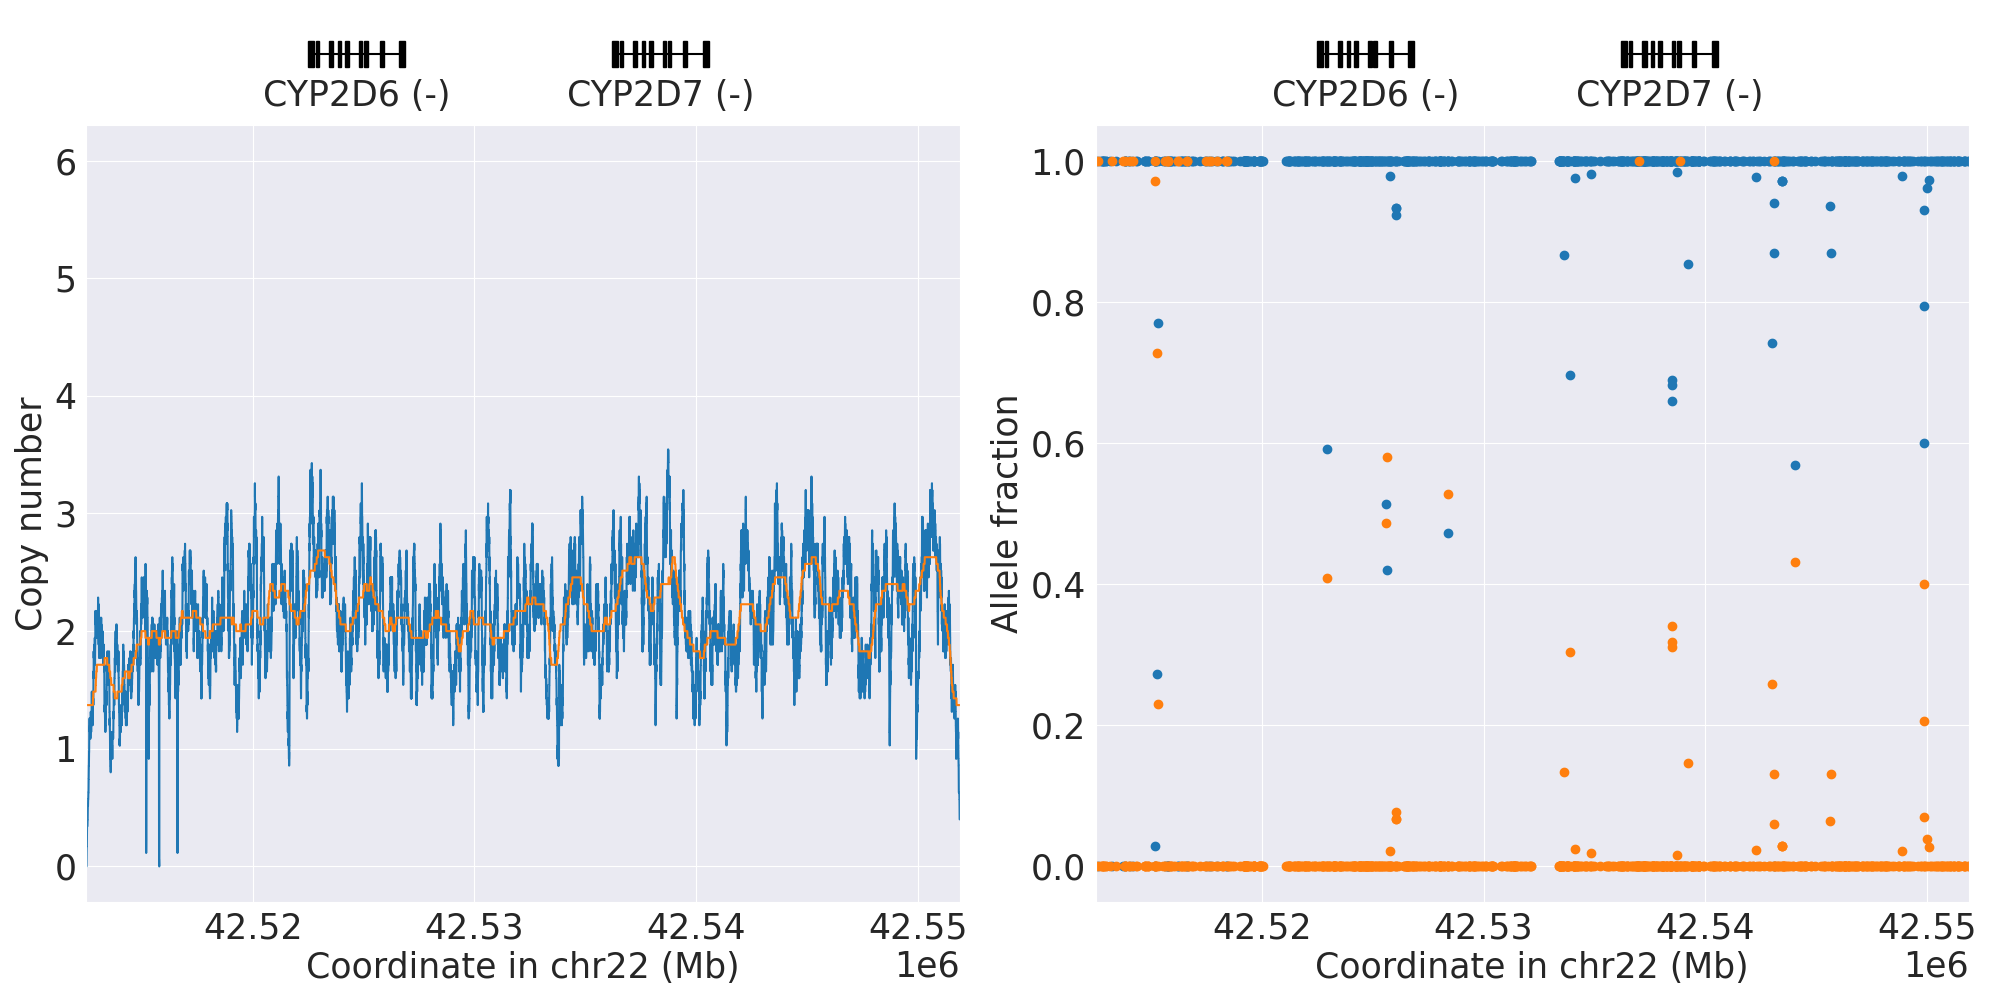 CYP2D6 (-) CYP2D7 (-)
6
5
4
3
2
1
0
Copy number
42.52 42.53 42.54 42.55
Coordinate in chr22 (Mb) 1e6
CYP2D6 (-) CYP2D7 (-)
1.0
0.8
0.6
0.4
0.2
0.0
Allele fraction
42.52 42.53 42.54 42.55
Coordinate in chr22 (Mb) 1e6